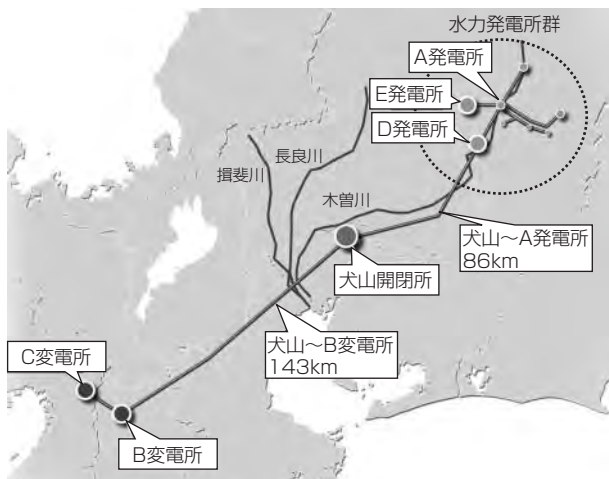 水力発電所群
A発電所
E発電所
D発電所
長良川
揖斐川
木曽川
犬山～A発電所
86km
犬山開閉所
犬山～B変電所
143km
C変電所
B変電所